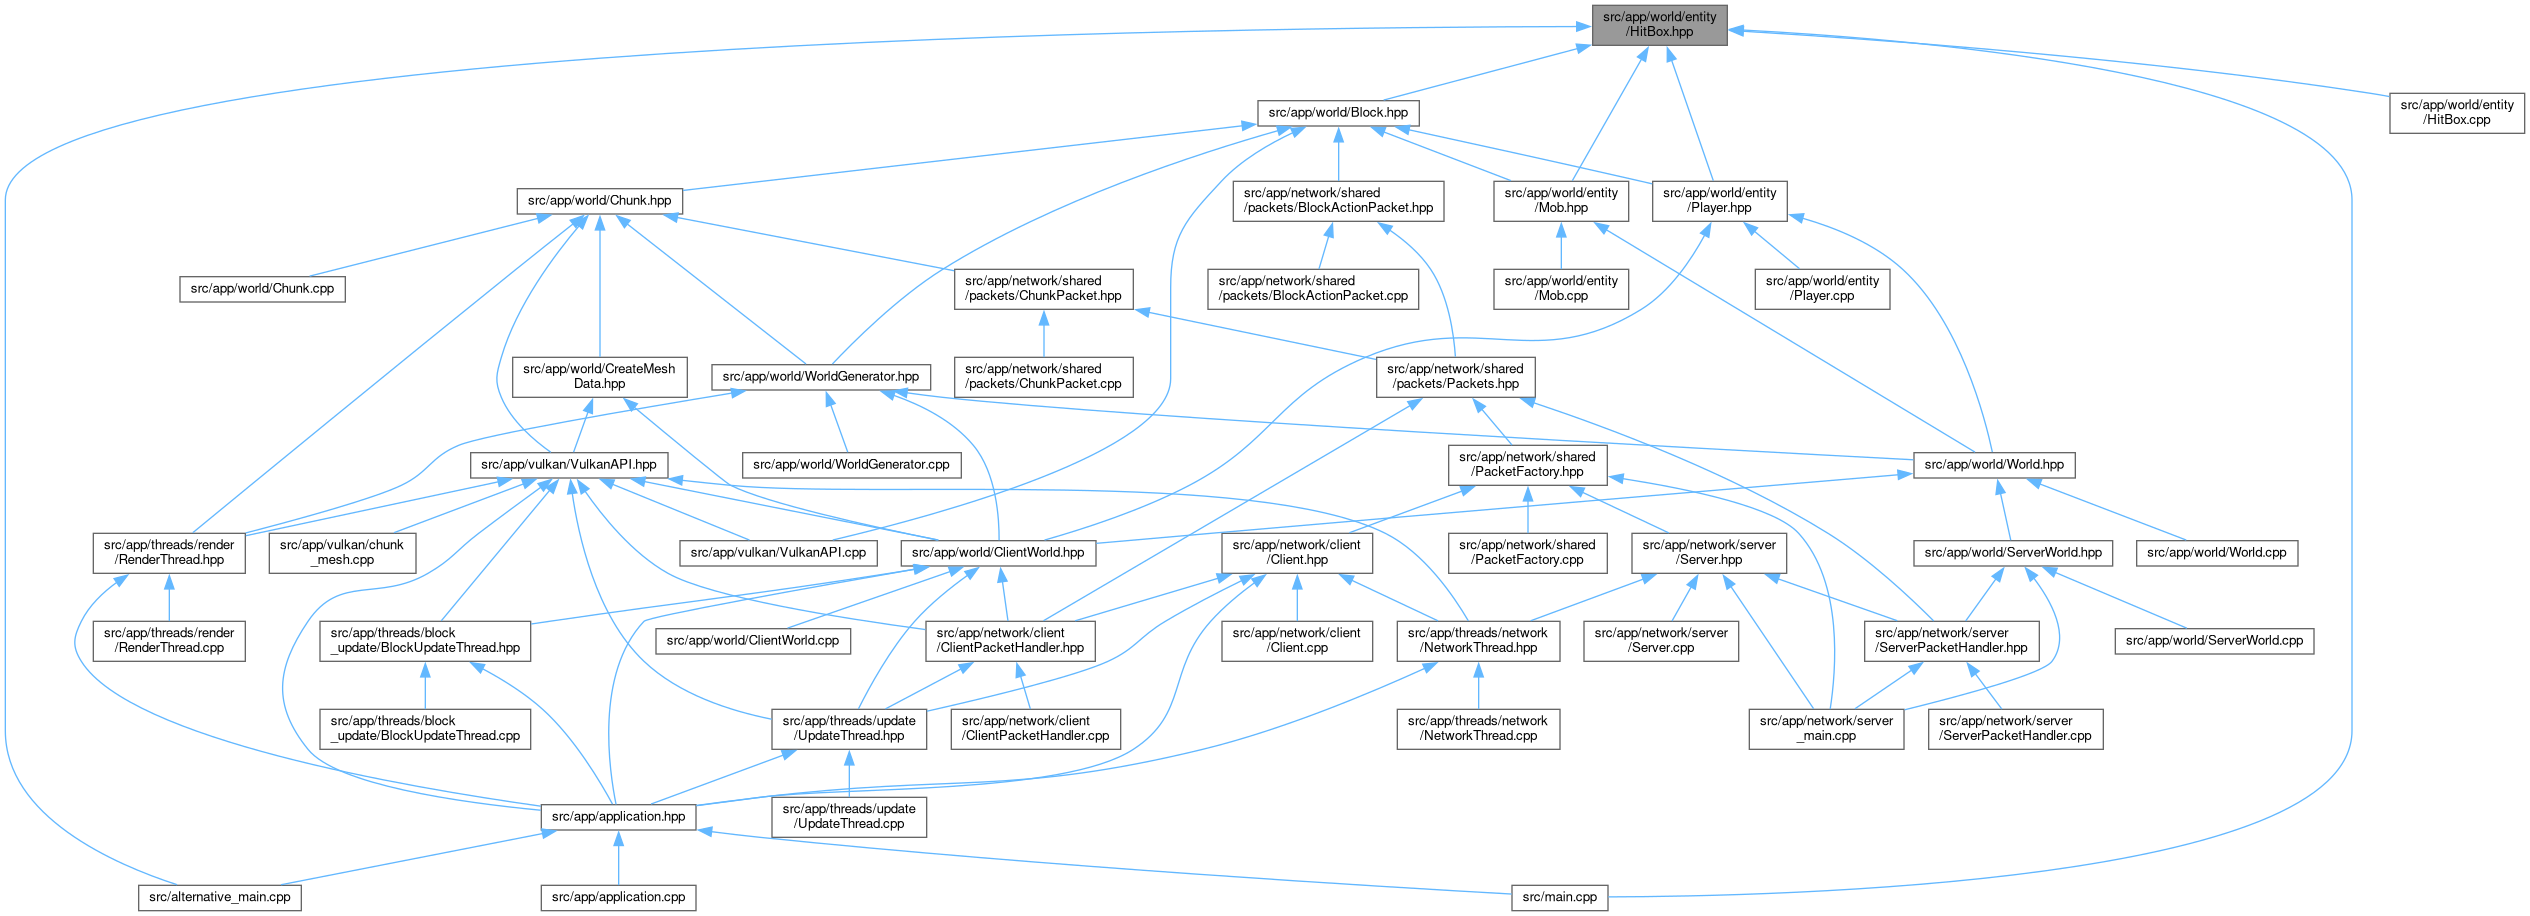 src/app/world/entity
/HitBox.hpp
src/app/world/entity
/HitBox.cpp
src/app/world/Block.hpp
src/app/world/Chunk.hpp
src/app/network/shared
/packets/BlockActionPacket.hpp
src/app/world/entity
/Mob.hpp
src/app/world/entity
/Player.hpp
src/app/world/Chunk.cpp
src/app/network/shared
/packets/ChunkPacket.hpp
src/app/network/shared
/packets/BlockActionPacket.cpp
src/app/world/entity
/Mob.cpp
src/app/world/entity
/Player.cpp
src/app/world/CreateMesh
Data.hpp
src/app/world/WorldGenerator.hpp
src/app/network/shared
/packets/ChunkPacket.cpp
src/app/network/shared
/packets/Packets.hpp
src/app/vulkan/VulkanAPI.hpp
src/app/world/WorldGenerator.cpp
src/app/network/shared
/PacketFactory.hpp
src/app/world/World.hpp
src/app/threads/render
/RenderThread.hpp
src/app/vulkan/chunk
_mesh.cpp
src/app/vulkan/VulkanAPI.cpp
src/app/world/ClientWorld.hpp
src/app/network/client
/Client.hpp
src/app/network/shared
/PacketFactory.cpp
src/app/network/server
/Server.hpp
src/app/world/ServerWorld.hpp
src/app/world/World.cpp
src/app/threads/render
/RenderThread.cpp
src/app/threads/block
_update/BlockUpdateThread.hpp
src/app/world/ClientWorld.cpp
src/app/network/client
/ClientPacketHandler.hpp
src/app/network/client
/Client.cpp
src/app/threads/network
/NetworkThread.hpp
src/app/network/server
/Server.cpp
src/app/network/server
/ServerPacketHandler.hpp
src/app/world/ServerWorld.cpp
src/app/threads/block
_update/BlockUpdateThread.cpp
src/app/threads/update
/UpdateThread.hpp
src/app/network/client
/ClientPacketHandler.cpp
src/app/threads/network
/NetworkThread.cpp
src/app/network/server
_main.cpp
src/app/network/server
/ServerPacketHandler.cpp
src/app/application.hpp
src/app/threads/update
/UpdateThread.cpp
src/alternative_main.cpp
src/app/application.cpp
src/main.cpp